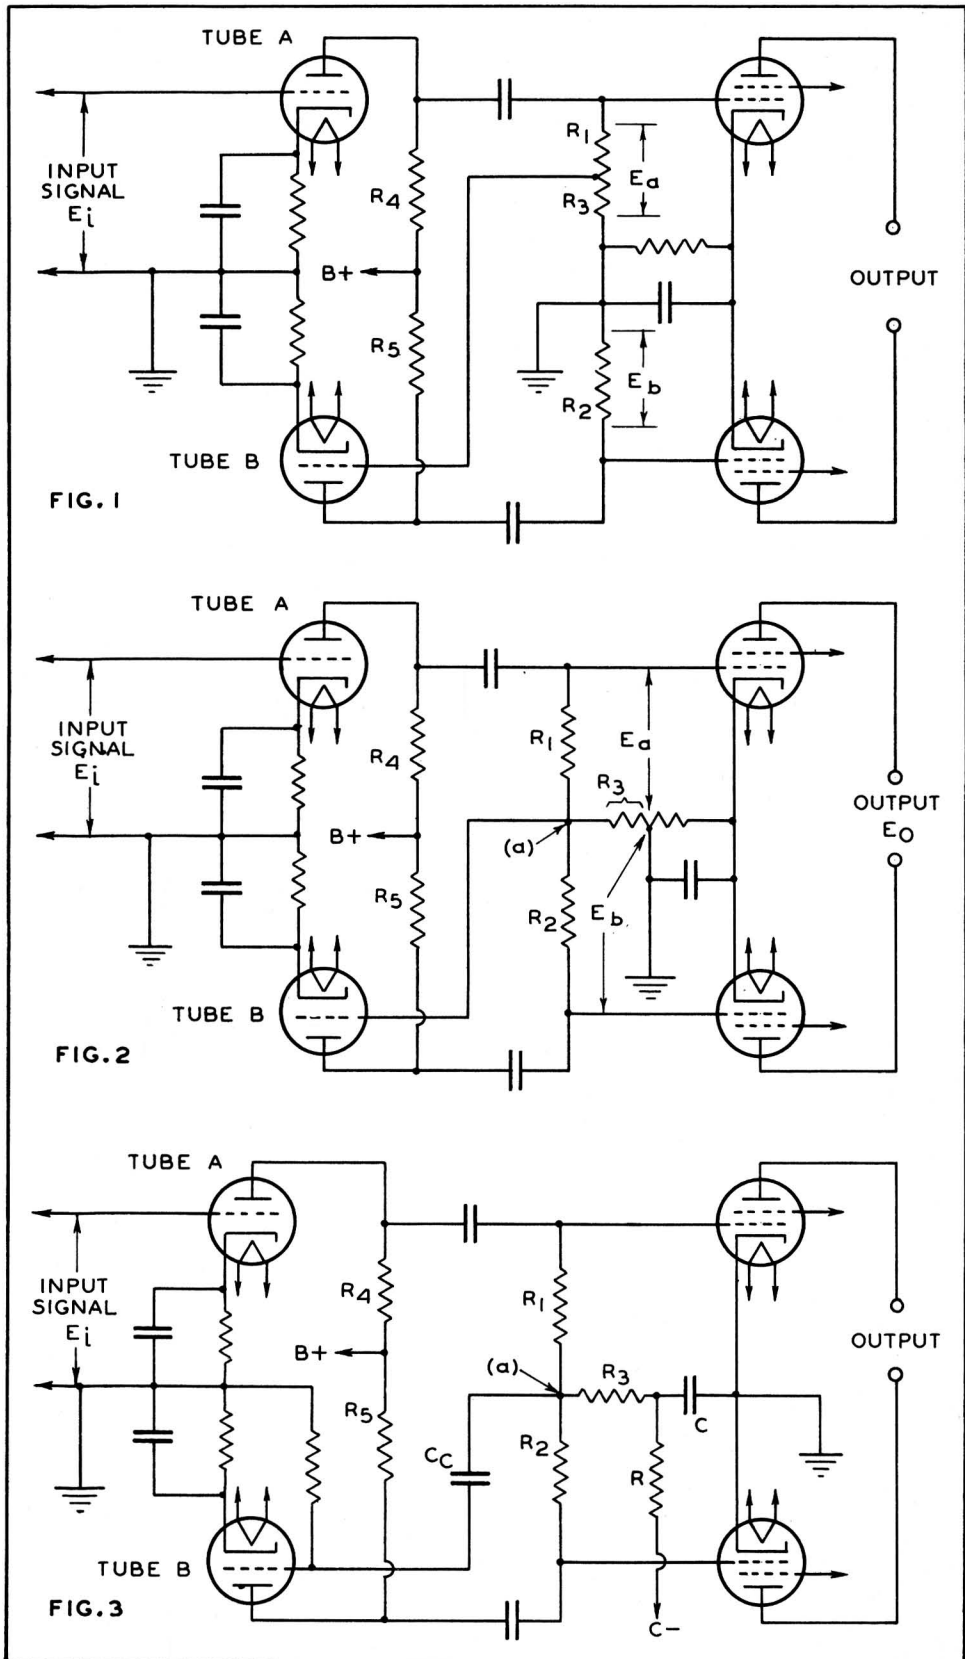 TUBE A
INPUT
SIGNAL
Ei
R4
B+
R5
R1
Ea
R3
Eb
R2
OUTPUT
TUBE B
FIG. 1
TUBE A
INPUT
SIGNAL
Ei
R4
B+
R5
R1
Ea
R3
(a)
Eb
R2
OUTPUT
EO
TUBE B
FIG. 2
TUBE A
INPUT
SIGNAL
Ei
R4
B+
R5
R1
(a)
R3
C
R2
CC
R
OUTPUT
TUBE B
FIG. 3
C-